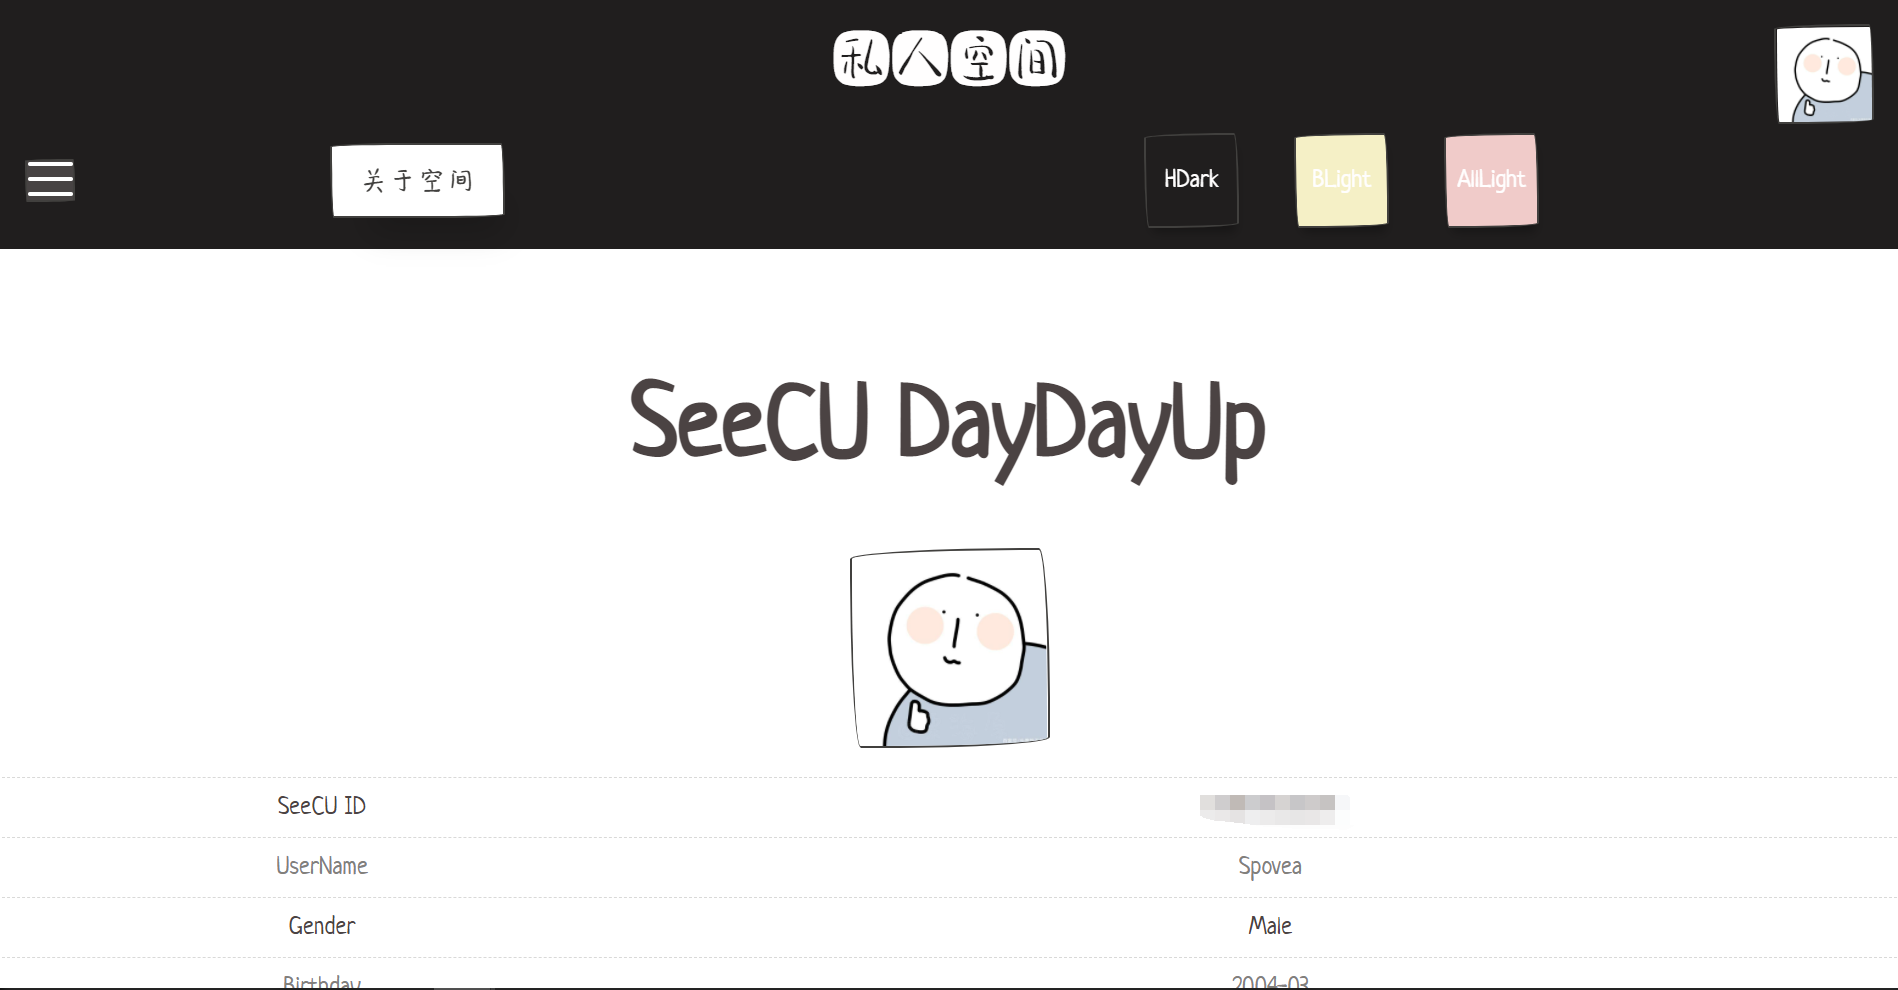 私人空间
关于空间
HDark
BLight
AllLight
SeeCU DayDayUp
SeeCU ID
UserName Spovea
Gender Male
Birthday 2004-03